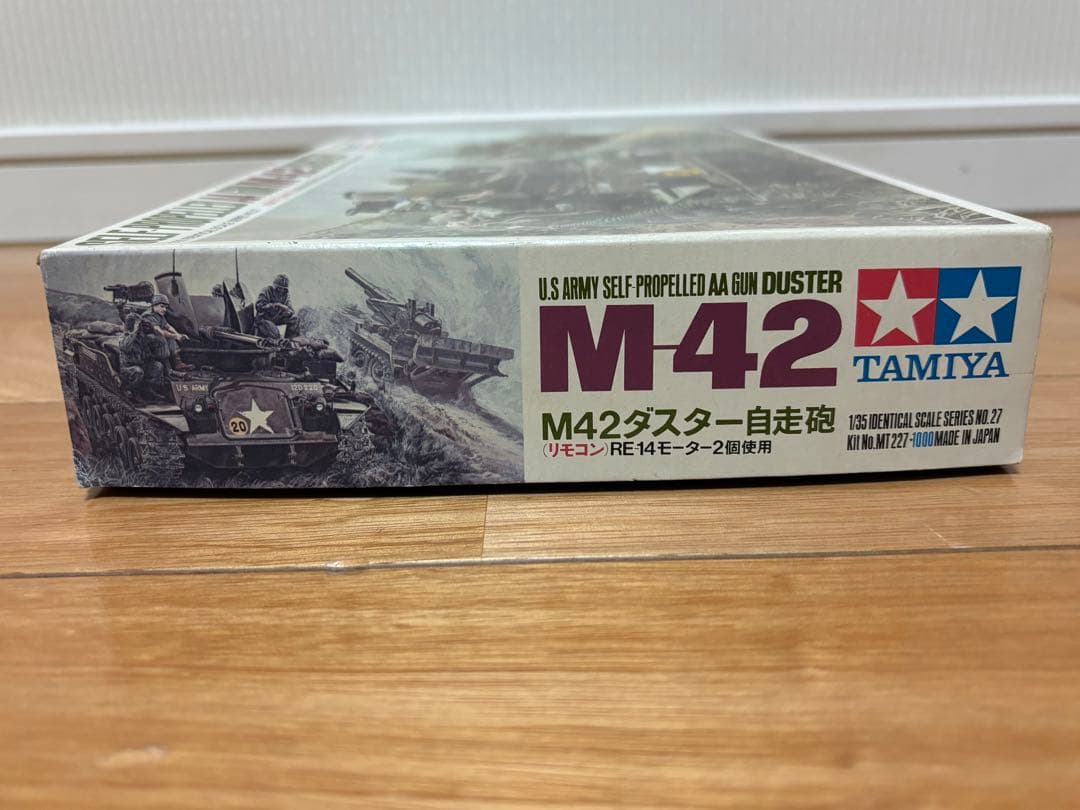 U.S ARMY SELF-PROPELLED AA GUN DUSTER
M-42
M42ダスター自走砲
(リモコン)RE-14モーター2個使用
TAMIYA
1/35 IDENTICAL SCALE SERIES NO.27
Kit No.MT227-1000 MADE IN JAPAN
U.S ARMY
12D220
20